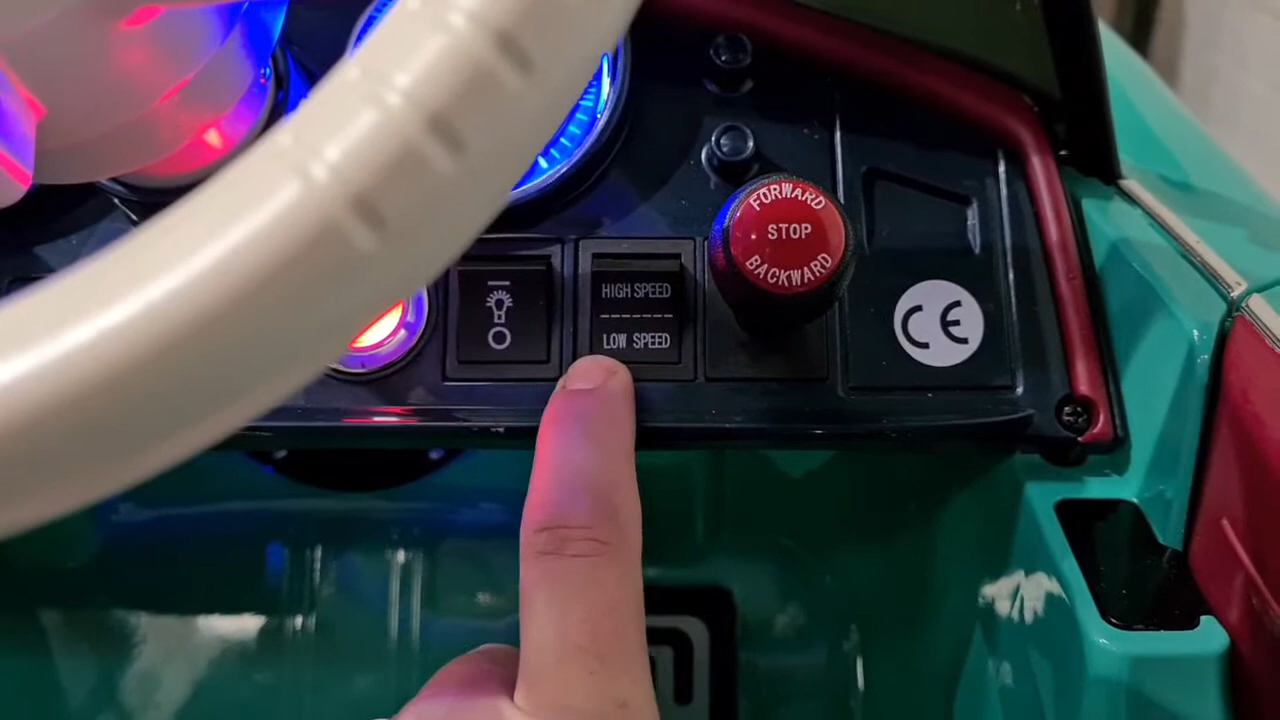 FORWARD
STOP
BACKWARD
HIGH SPEED
LOW SPEED
CE